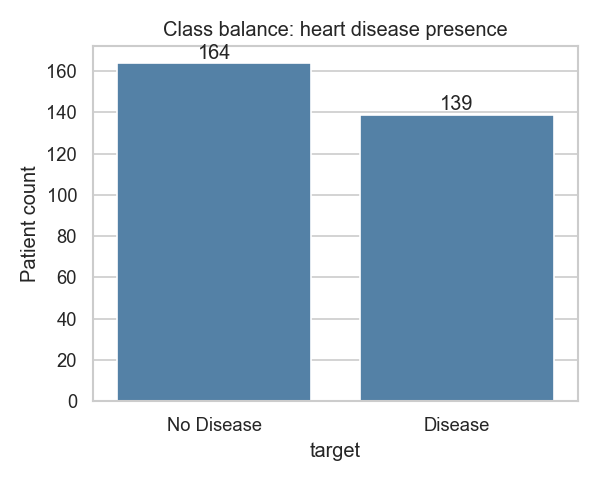 Class balance: heart disease presence
164
139
160
140
120
100
80
60
40
20
0
Patient count
No Disease
Disease
target